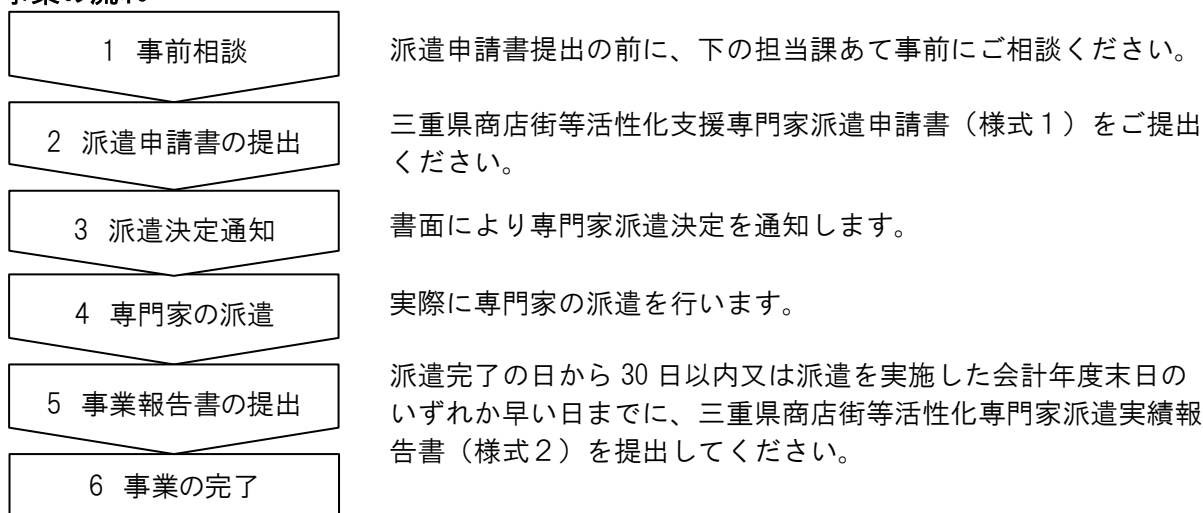 事業の流れ
1 事前相談
派遣申請書提出の前に、下の担当課あて事前にご相談ください。
2 派遣申請書の提出
三重県商店街等活性化支援専門家派遣申請書(様式1)をご提出
ください。
3 派遣決定通知
書面により専門家派遣決定を通知します。
4 専門家の派遣
実際に専門家の派遣を行います。
5 事業報告書の提出
派遣完了の日から 30 日以内又は派遣を実施した会計年度末日の
いずれか早い日までに、三重県商店街等活性化専門家派遣実績報
告書(様式2)を提出してください。
6 事業の完了